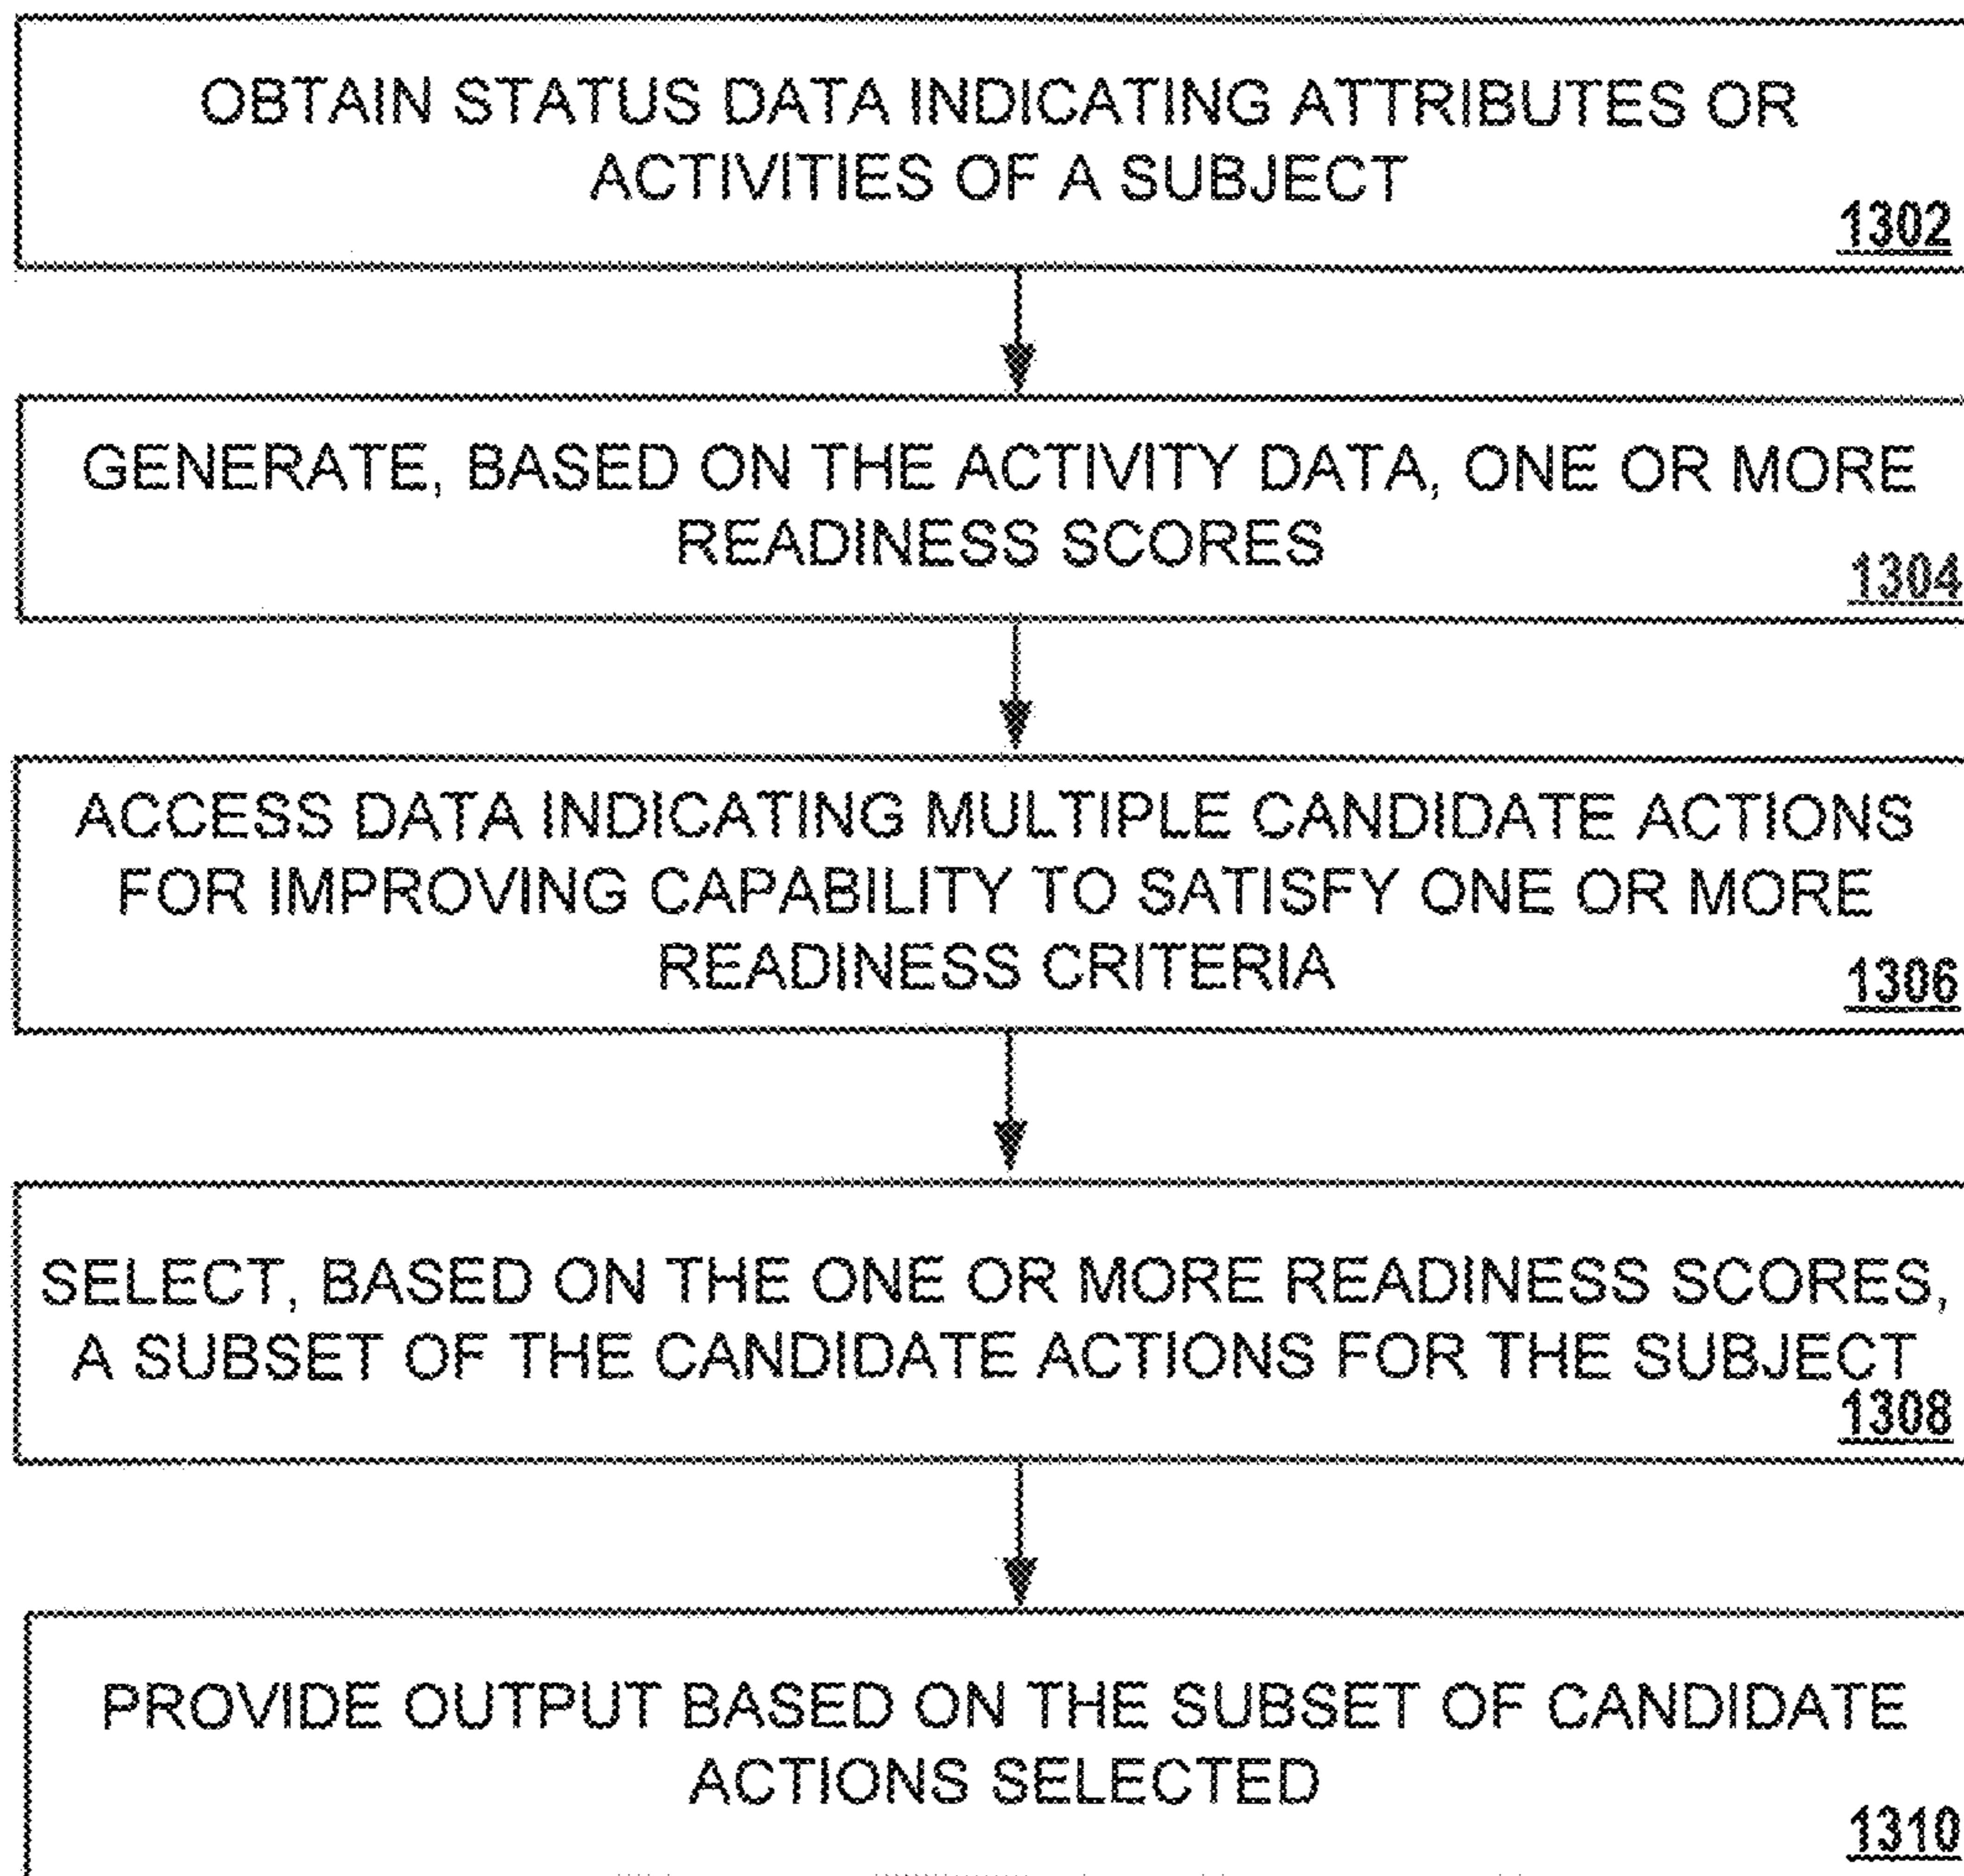 OBTAIN STATUS DATA INDICATING ATTRIBUTES OR
ACTIVITIES OF A SUBJECT
1302
GENERATE, BASED ON THE ACTIVITY DATA, ONE OR MORE
READINESS SCORES
1304
ACCESS DATA INDICATING MULTIPLE CANDIDATE ACTIONS
FOR IMPROVING CAPABILITY TO SATISFY ONE OR MORE
READINESS CRITERIA
1306
SELECT, BASED ON THE ONE OR MORE READINESS SCORES,
A SUBSET OF THE CANDIDATE ACTIONS FOR THE SUBJECT
1308
PROVIDE OUTPUT BASED ON THE SUBSET OF CANDIDATE
ACTIONS SELECTED
1310